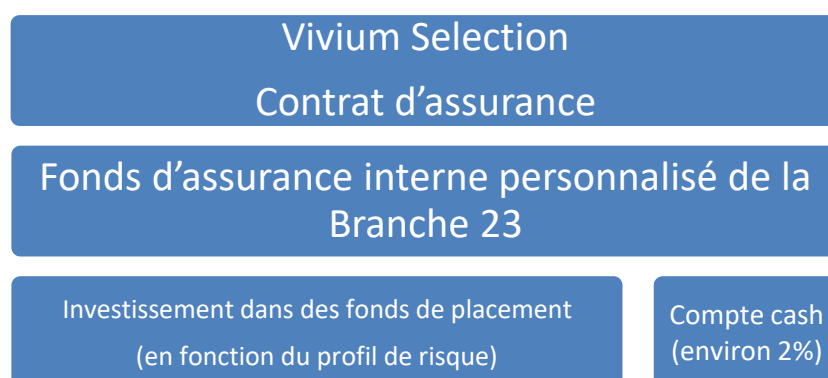 Vivium Selection
Contrat d’assurance
Fonds d’assurance interne personnalisé de la
Branche 23
Investissement dans des fonds de placement
(en fonction du profil de risque)
Compte cash
(environ 2%)